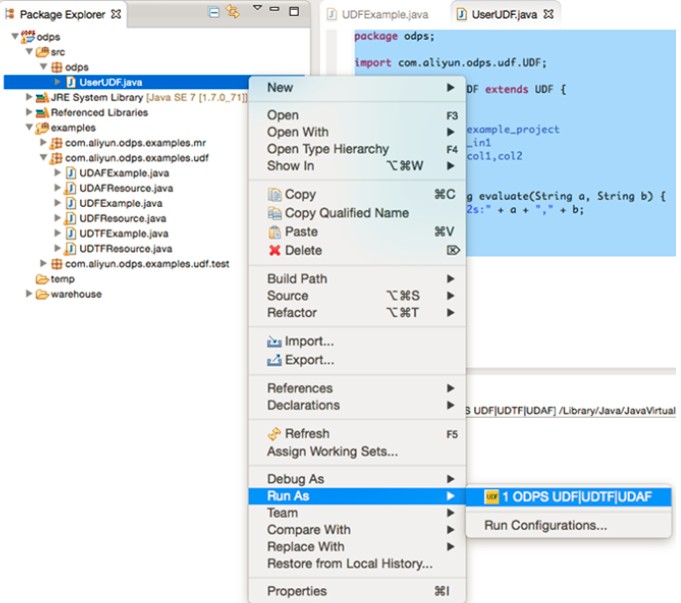 Package Explorer
odps
src
odps
UserUDF.java
JRE System Library [Java SE 7 [1.7.0_71]]
Referenced Libraries
examples
com.aliyun.odps.examples.mr
com.aliyun.odps.examples.udf
UDAFExample.java
UDAFResource.java
UDFExample.java
UDFResource.java
UDTFExample.java
UDTFResource.java
com.aliyun.odps.examples.udf.test
temp
warehouse
New
Open F3
Open With
Open Type Hierarchy F4
Show In ⌥⌘W
Copy ⌘C
Copy Qualified Name
Paste ⌘V
Delete ⌦
Build Path
Source ⌥⌘S
Refactor ⌥⌘T
Import...
Export...
References
Declarations
Refresh F5
Assign Working Sets...
Debug As
Run As
Team
Compare With
Replace With
Restore from Local History...
Properties ⌘I
UDF 1 ODPS UDF|UDTF|UDAF
Run Configurations...
UDFExample.java
UserUDF.java
package odps;
import com.aliyun.odps.udf.UDF;
DF extends UDF {
example_project
_in1
col1,col2
g evaluate(String a, String b) {
2s:" + a + "," + b;
S UDF|UDTF|UDAF] /Library/Java/JavaVirtual